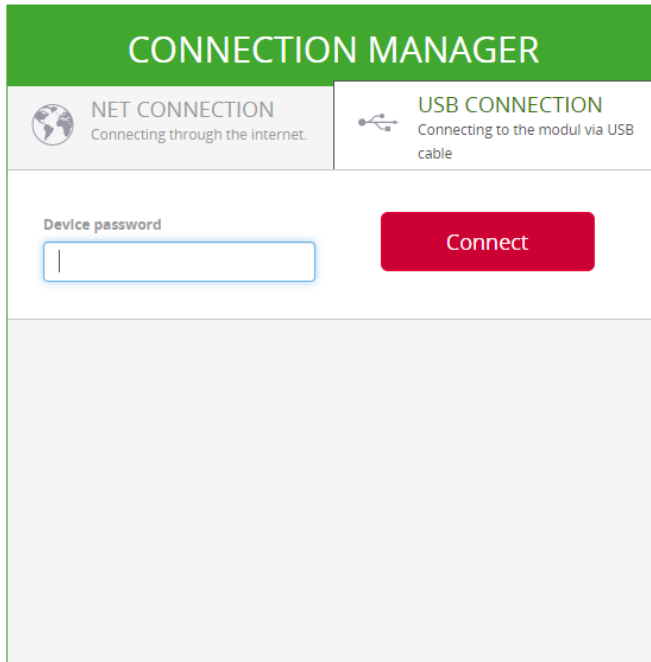 CONNECTION MANAGER
NET CONNECTION
Connecting through the internet.
USB CONNECTION
Connecting to the modul via USB
cable
Device password
Connect